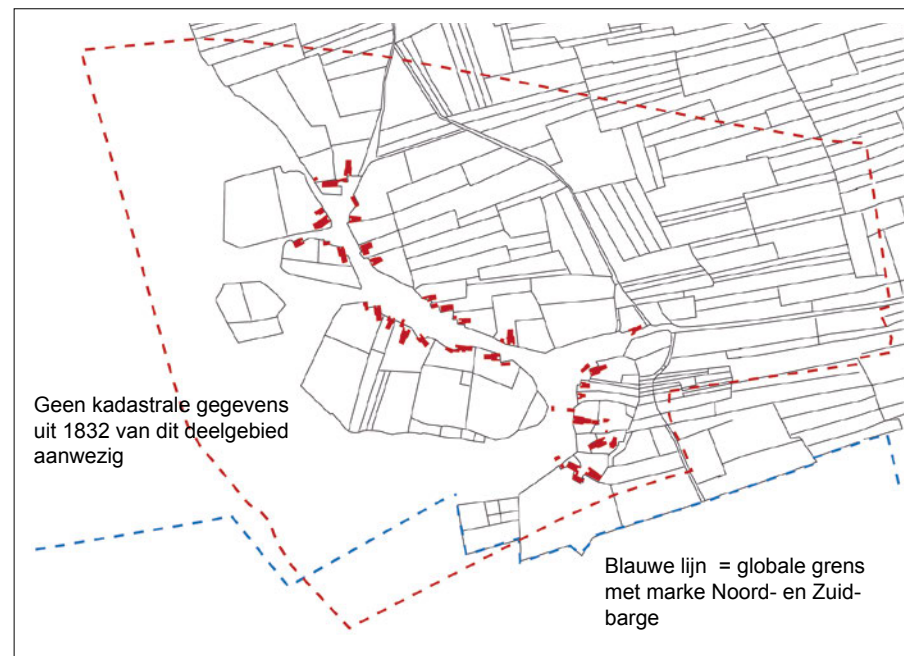 Geen kadastrale gegevens
uit 1832 van dit deelgebied
aanwezig
Blauwe lijn = globale grens
met marke Noord- en Zuid-
barge